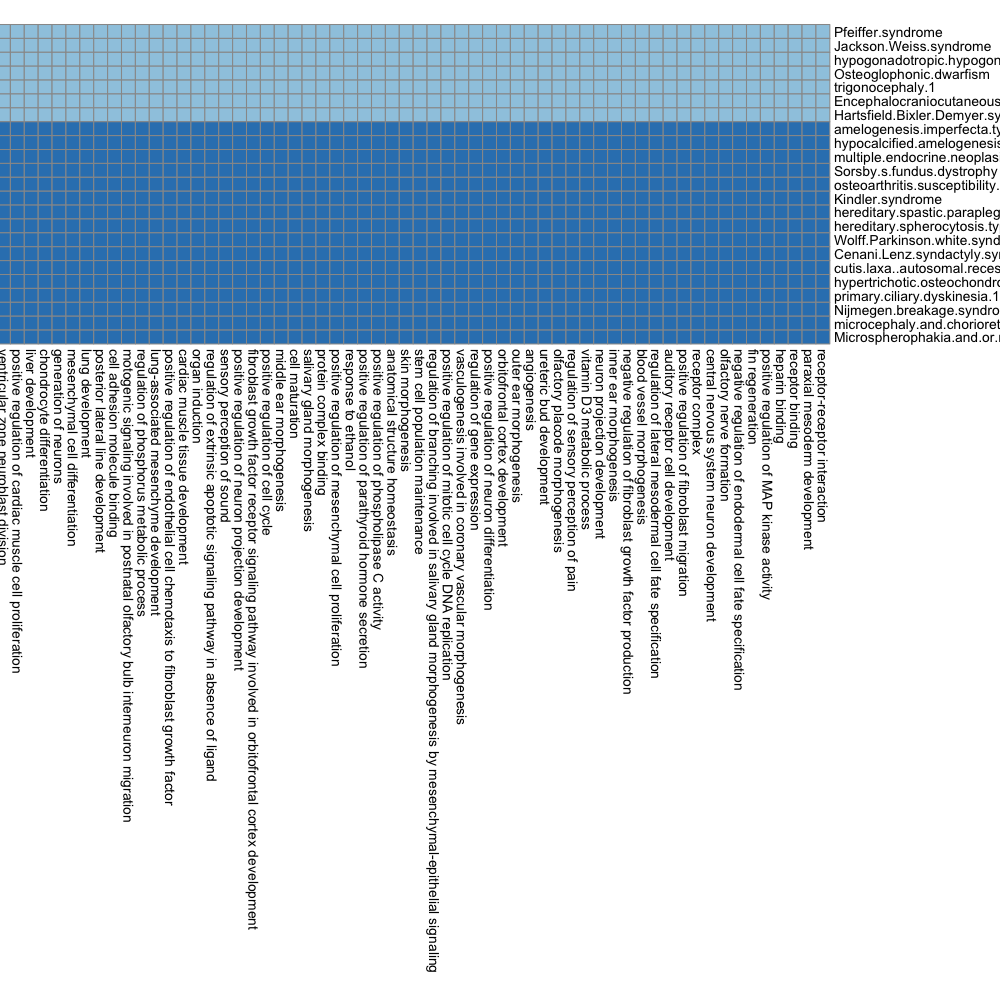 Pfeiffer.syndrome
Jackson.Weiss.syndrome
hypogonadotropic.hypogon
Osteoglophonic.dwarfism
trigonocephaly.1
Encephalocraniocutaneous
Hartsfield.Bixler.Demyer.sy
amelogenesis.imperfecta.ty
hypocalcified.amelogenesis
multiple.endocrine.neoplas
Sorsby.s.fundus.dystrophy
osteoarthritis.susceptibility.
Kindler.syndrome
hereditary.spastic.parapleg
hereditary.spherocytosis.ty
Wolff.Parkinson.white.synd
Cenani.Lenz.syndactyly.syn
cutis.laxa..autosomal.reces
hypertrichotic.osteochondro
primary.ciliary.dyskinesia.1
Nijmegen.breakage.syndro
microcephaly.and.chorioret
Microspherophakia.and.or.m
ventricular zone neuroblast division
positive regulation of cardiac muscle cell proliferation
liver development
chondrocyte differentiation
generation of neurons
mesenchymal cell differentiation
lung development
posterior lateral line development
cell adhesion molecule binding
motogenic signaling involved in postnatal olfactory bulb interneuron migration
regulation of phosphorus metabolic process
lung-associated mesenchyme development
positive regulation of endothelial cell chemotaxis to fibroblast growth factor
cardiac muscle tissue development
organ induction
regulation of extrinsic apoptotic signaling pathway in absence of ligand
sensory perception of sound
positive regulation of neuron projection development
fibroblast growth factor receptor signaling pathway involved in orbitofrontal cortex development
positive regulation of cell cycle
middle ear morphogenesis
cell maturation
salivary gland morphogenesis
protein complex binding
positive regulation of mesenchymal cell proliferation
response to ethanol
positive regulation of parathyroid hormone secretion
positive regulation of phospholipase C activity
anatomical structure homeostasis
skin morphogenesis
stem cell population maintenance
regulation of branching involved in salivary gland morphogenesis by mesenchymal-epithelial signaling
positive regulation of mitotic cell cycle DNA replication
vasculogenesis involved in coronary vascular morphogenesis
regulation of gene expression
positive regulation of neuron differentiation
orbitofrontal cortex development
outer ear morphogenesis
angiogenesis
ureteric bud development
olfactory placode morphogenesis
regulation of sensory perception of pain
vitamin D3 metabolic process
neuron projection development
inner ear morphogenesis
negative regulation of fibroblast growth factor production
blood vessel morphogenesis
regulation of lateral mesodermal cell fate specification
auditory receptor cell development
positive regulation of fibroblast migration
receptor complex
central nervous system neuron development
olfactory nerve formation
negative regulation of endodermal cell fate specification
fin regeneration
positive regulation of MAP kinase activity
heparin binding
receptor binding
paraxial mesoderm development
receptor-receptor interaction